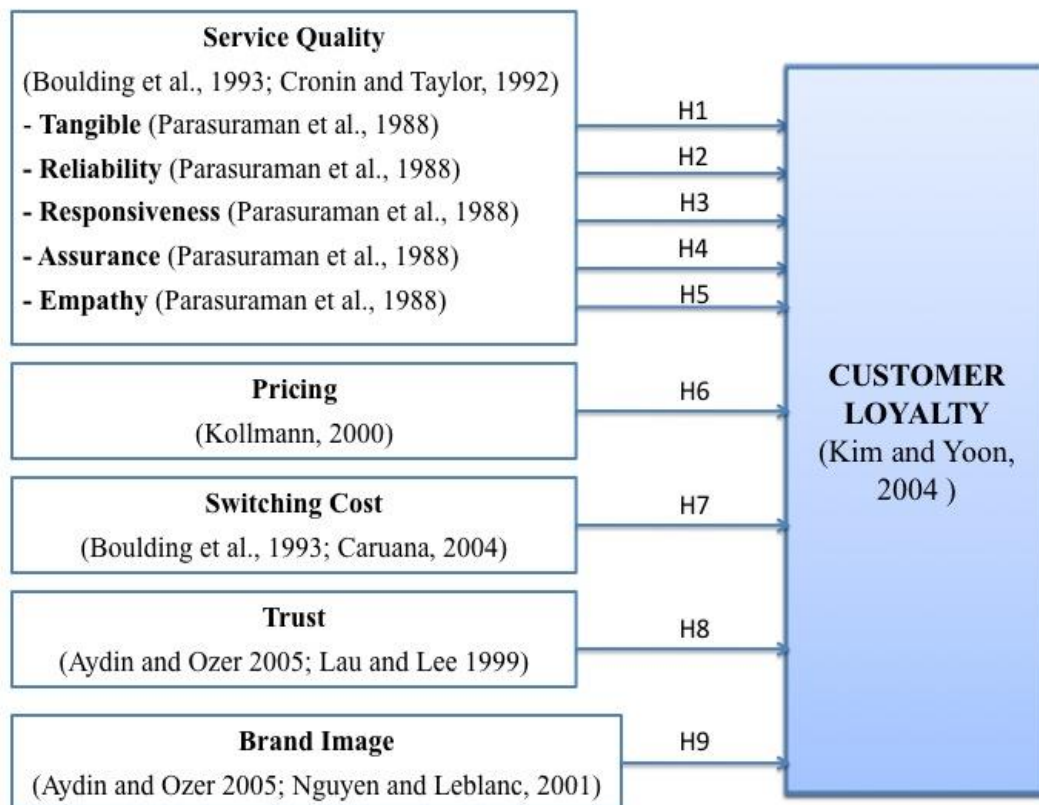 Service Quality
(Boulding et al., 1993; Cronin and Taylor, 1992)
- Tangible (Parasuraman et al., 1988)
- Reliability (Parasuraman et al., 1988)
- Responsiveness (Parasuraman et al., 1988)
- Assurance (Parasuraman et al., 1988)
- Empathy (Parasuraman et al., 1988)
H1
H2
H3
H4
H5
Pricing
(Kollmann, 2000)
H6
Switching Cost
(Boulding et al., 1993; Caruana, 2004)
H7
Trust
(Aydin and Ozer 2005; Lau and Lee 1999)
H8
Brand Image
(Aydin and Ozer 2005; Nguyen and Leblanc, 2001)
H9
CUSTOMER
LOYALTY
(Kim and Yoon,
2004 )